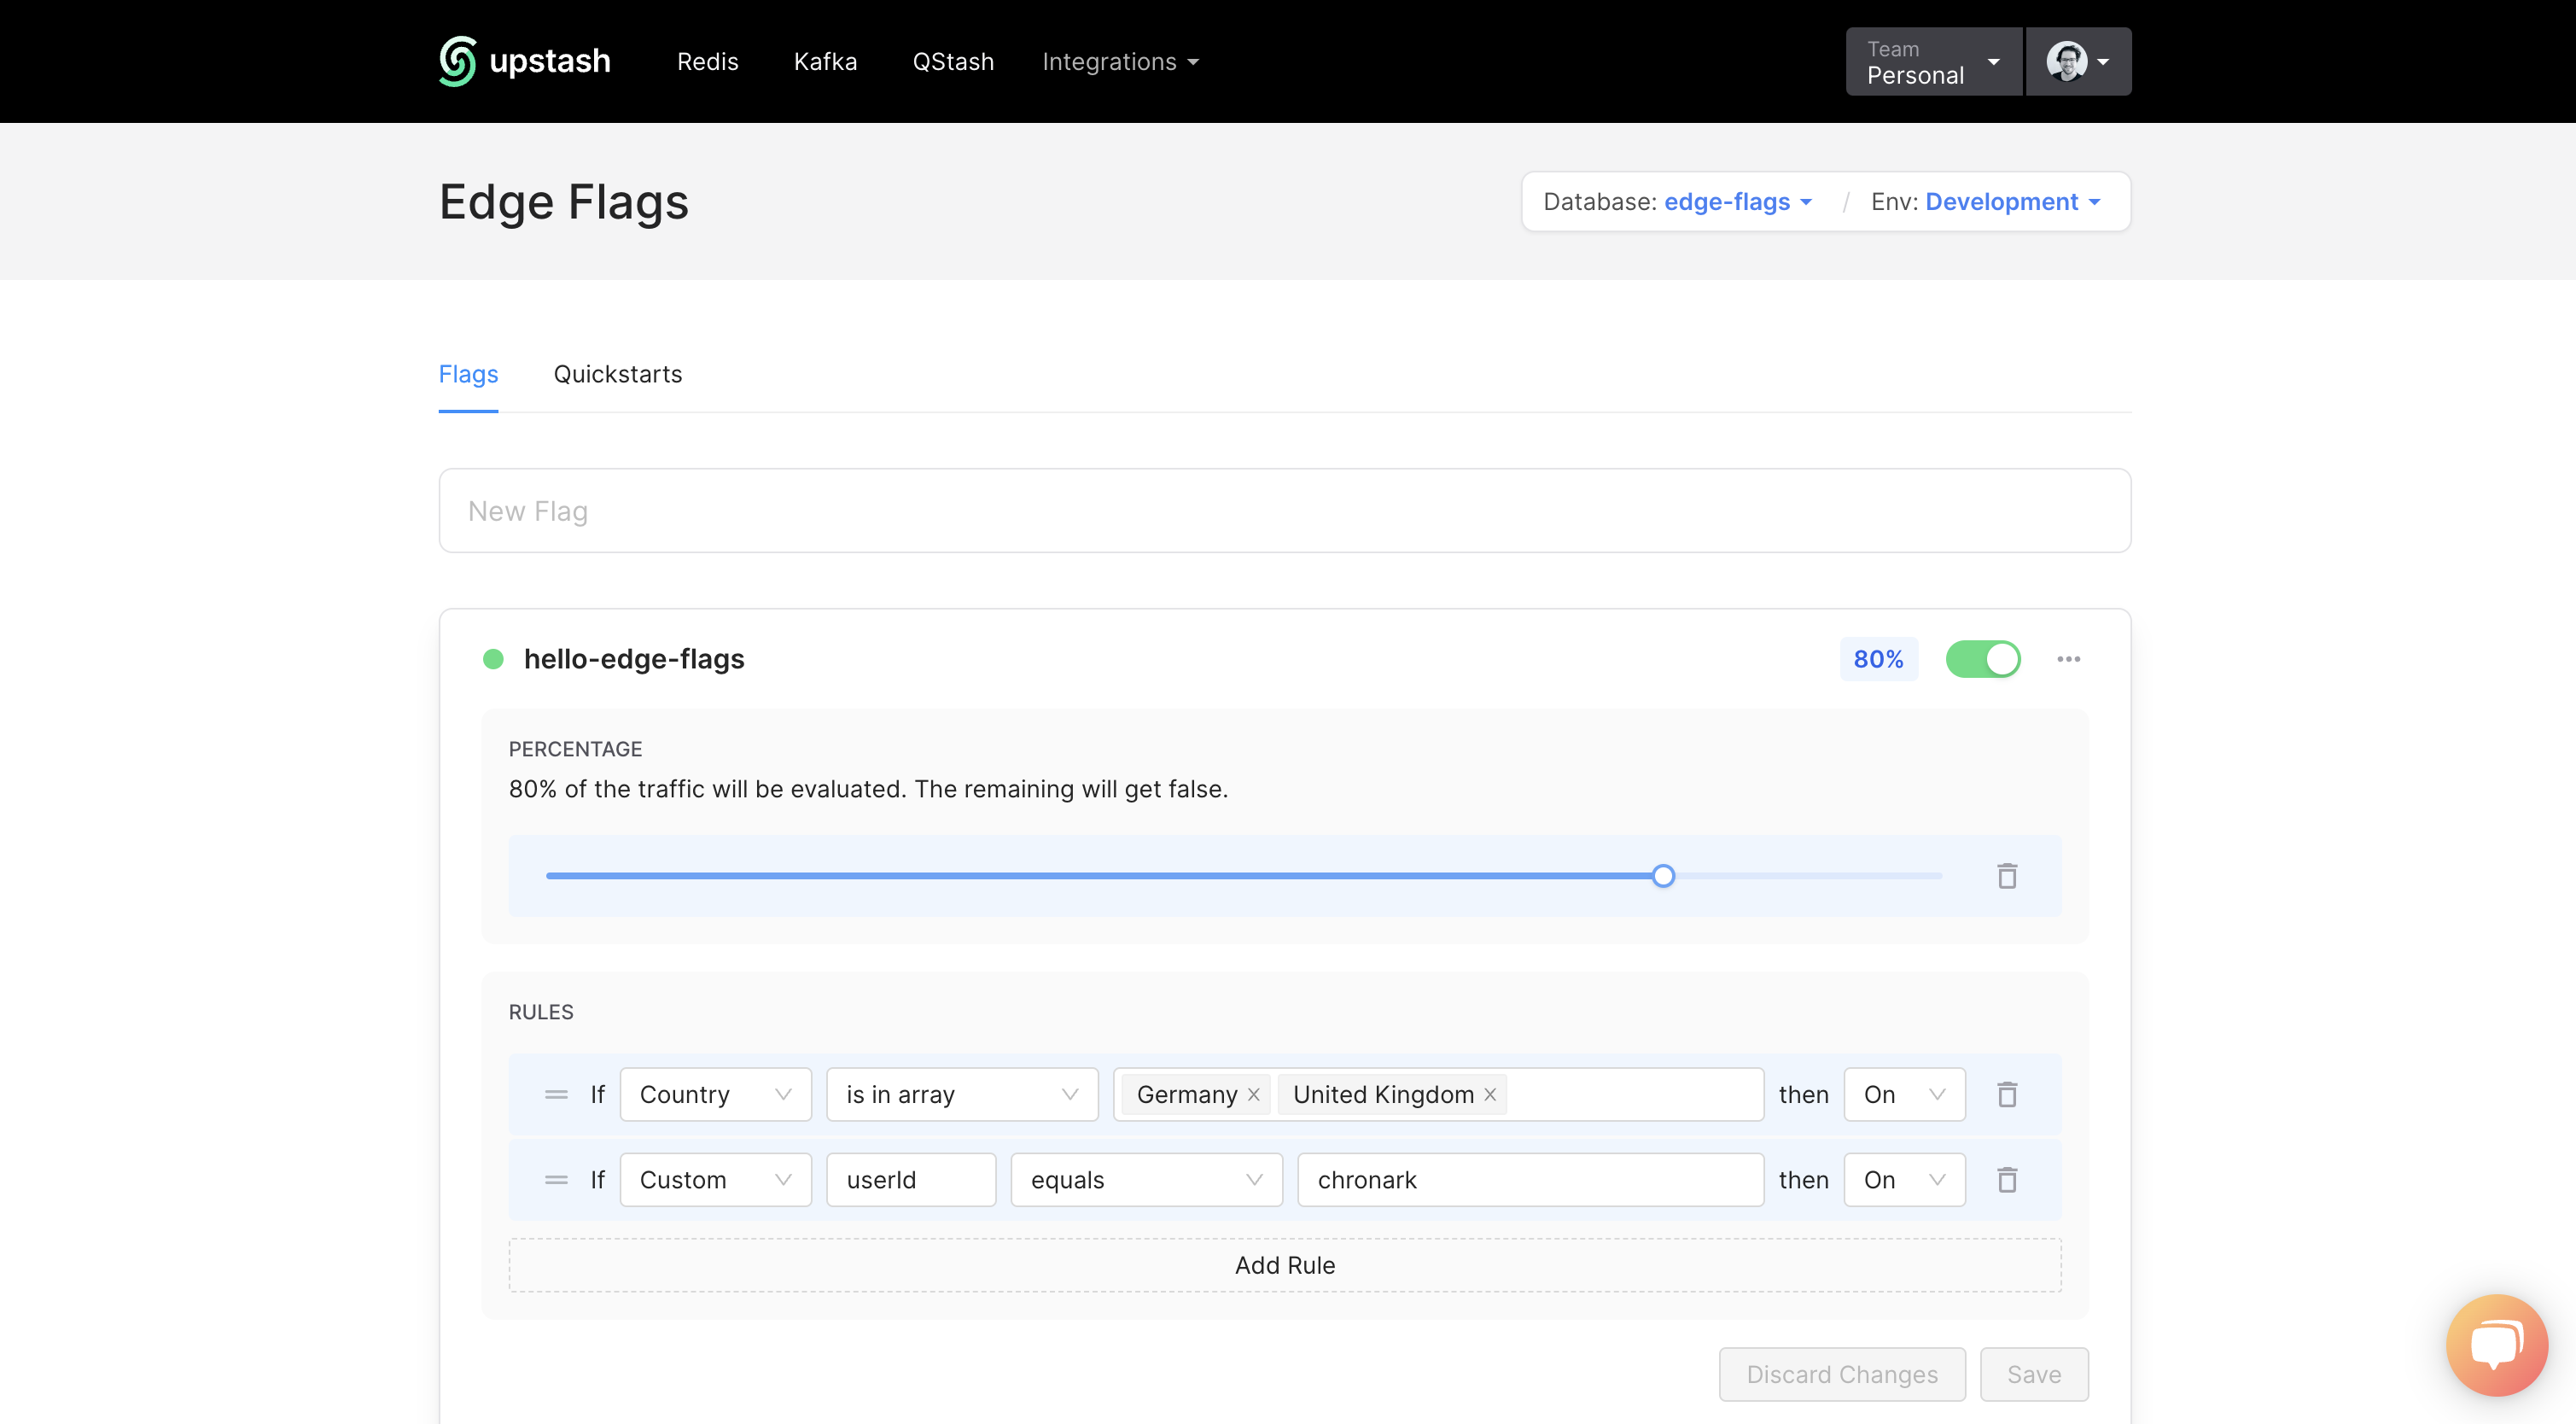 upstash Redis Kafka QStash Integrations Team
Personal
Edge Flags Database: edge-flags / Env: Development
Flags Quickstarts
New Flag
hello-edge-flags 80%
PERCENTAGE
80% of the traffic will be evaluated. The remaining will get false.
RULES
If Country is in array Germany United Kingdom then On
If Custom userId equals chronark then On
Add Rule
Discard Changes Save